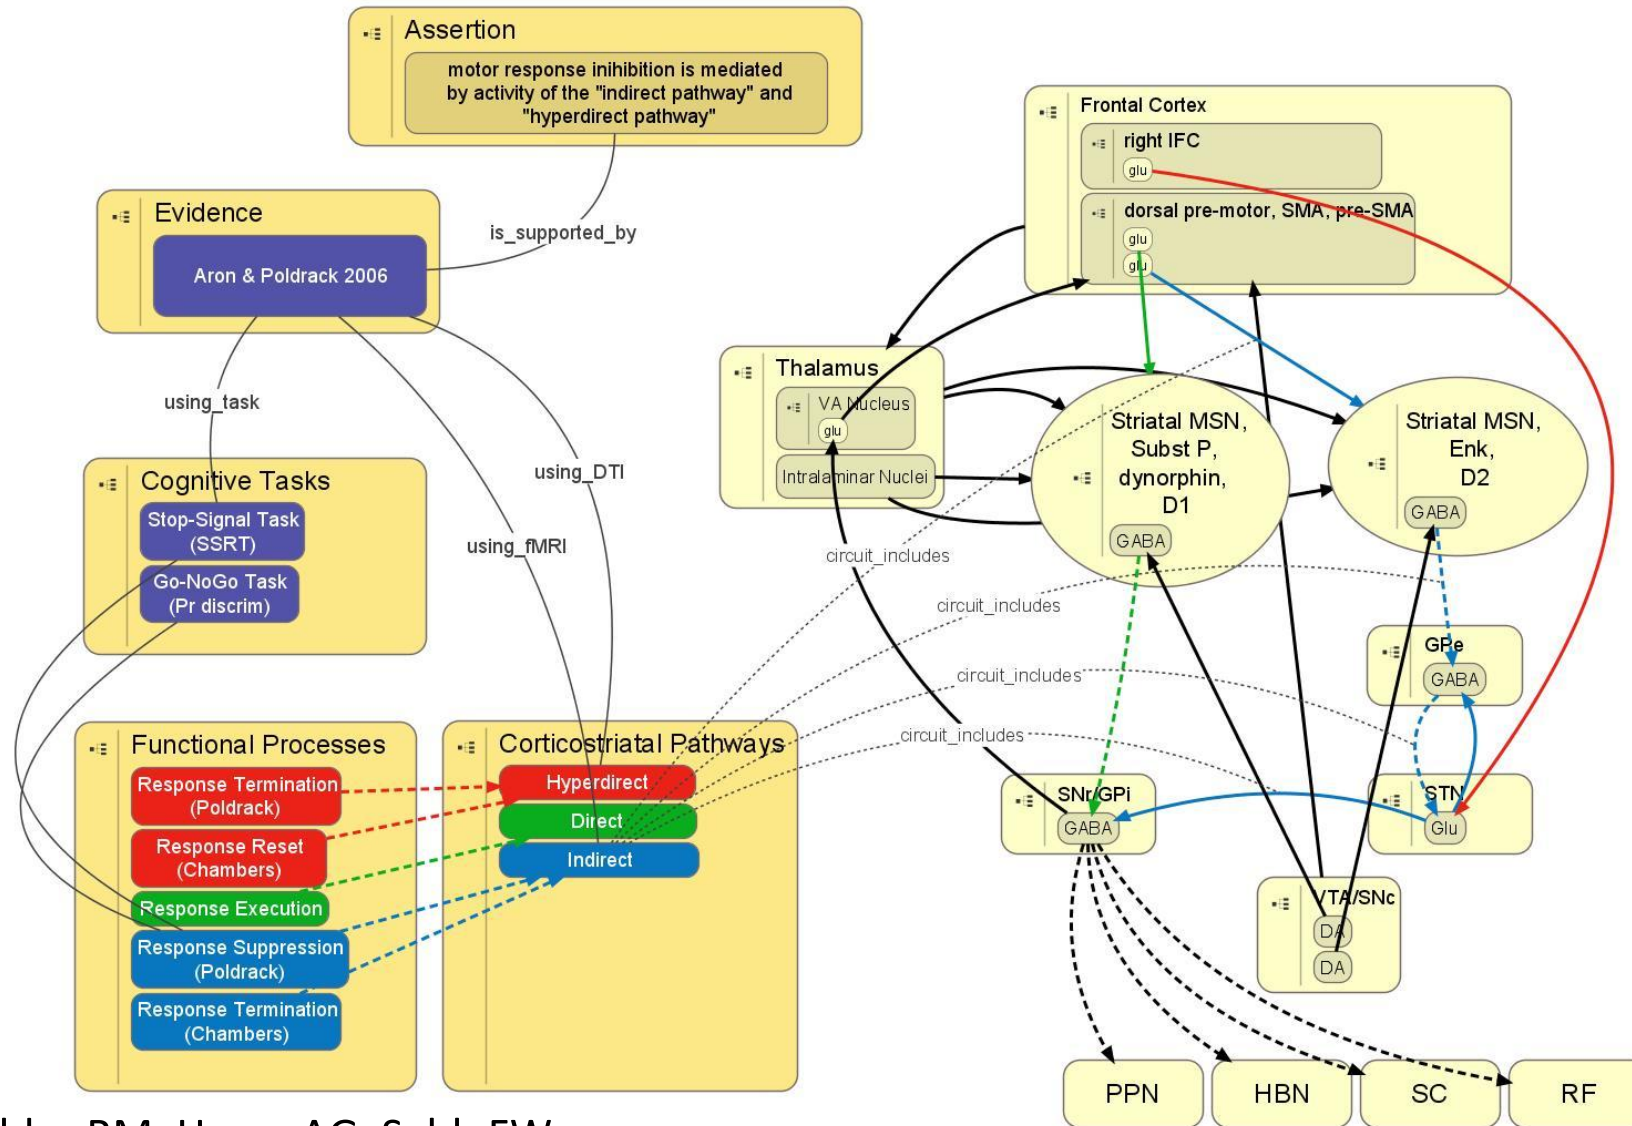 Assertion
motor response inihibition is mediated
by activity of the "indirect pathway" and
"hyperdirect pathway"
is_supported_by
Evidence
Aron & Poldrack 2006
using_task
using_fMRI
using_DTI
Cognitive Tasks
Stop-Signal Task
(SSRT)
Go-NoGo Task
(Pr discrim)
Functional Processes
Response Termination
(Poldrack)
Response Reset
(Chambers)
Response Execution
Response Suppression
(Poldrack)
Response Termination
(Chambers)
Corticostriatal Pathways
Hyperdirect
Direct
Indirect
circuit_includes
circuit_includes
circuit_includes
circuit_includes
Frontal Cortex
right IFC
glu
dorsal pre-motor, SMA, pre-SMA
glu
glu
Thalamus
VA Nucleus
glu
Intralaminar Nuclei
Striatal MSN,
Subst P,
dynorphin,
D1
GABA
Striatal MSN,
Enk,
D2
GABA
GPe
GABA
SNr/GPi
GABA
STN
Glu
VTA/SNc
DA
DA
PPN
HBN
SC
RF